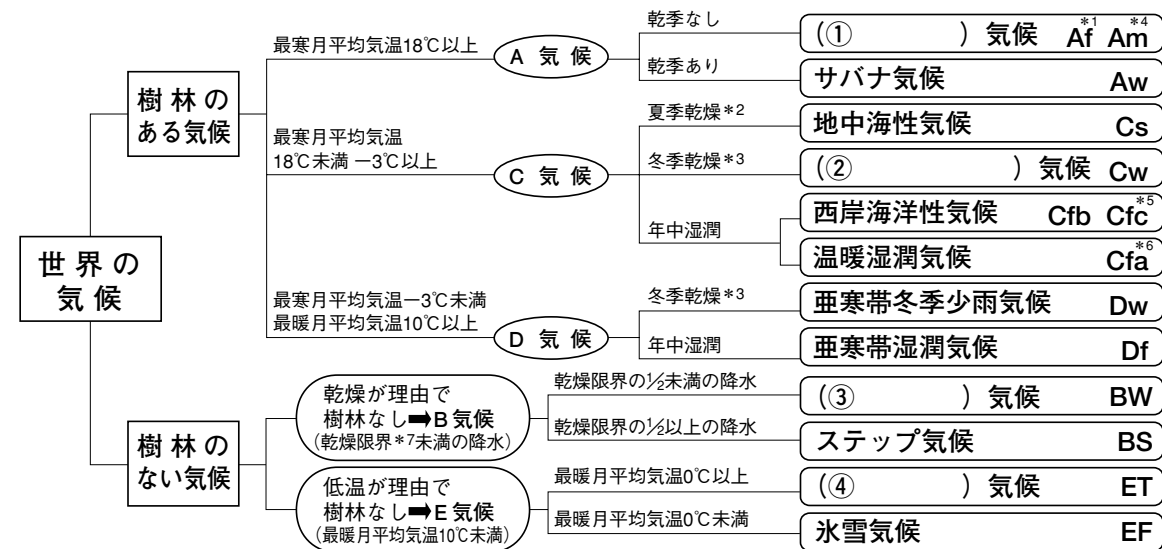 世界の
気候
樹林の
ある気候
最寒月平均気温18℃以上
A 気候
乾季なし
(① ) 気候 Af*1 Am*4
乾季あり
サバナ気候 Aw
最寒月平均気温
18℃未満 −3℃以上
C 気候
夏季乾燥*2
地中海性気候 Cs
冬季乾燥*3
(② ) 気候 Cw
年中湿潤
西岸海洋性気候 Cfb Cfc*5
温暖湿潤気候 Cfa*6
最寒月平均気温−3℃未満
最暖月平均気温10℃以上
D 気候
冬季乾燥*3
亜寒帯冬季少雨気候 Dw
年中湿潤
亜寒帯湿潤気候 Df
樹林の
ない気候
乾燥が理由で
樹林なし➡B気候
(乾燥限界*7未満の降水)
乾燥限界の½未満の降水
(③ ) 気候 BW
乾燥限界の½以上の降水
ステップ気候 BS
低温が理由で
樹林なし➡E気候
(最暖月平均気温10℃未満)
最暖月平均気温0℃以上
(④ ) 気候 ET
最暖月平均気温0℃未満
氷雪気候 EF